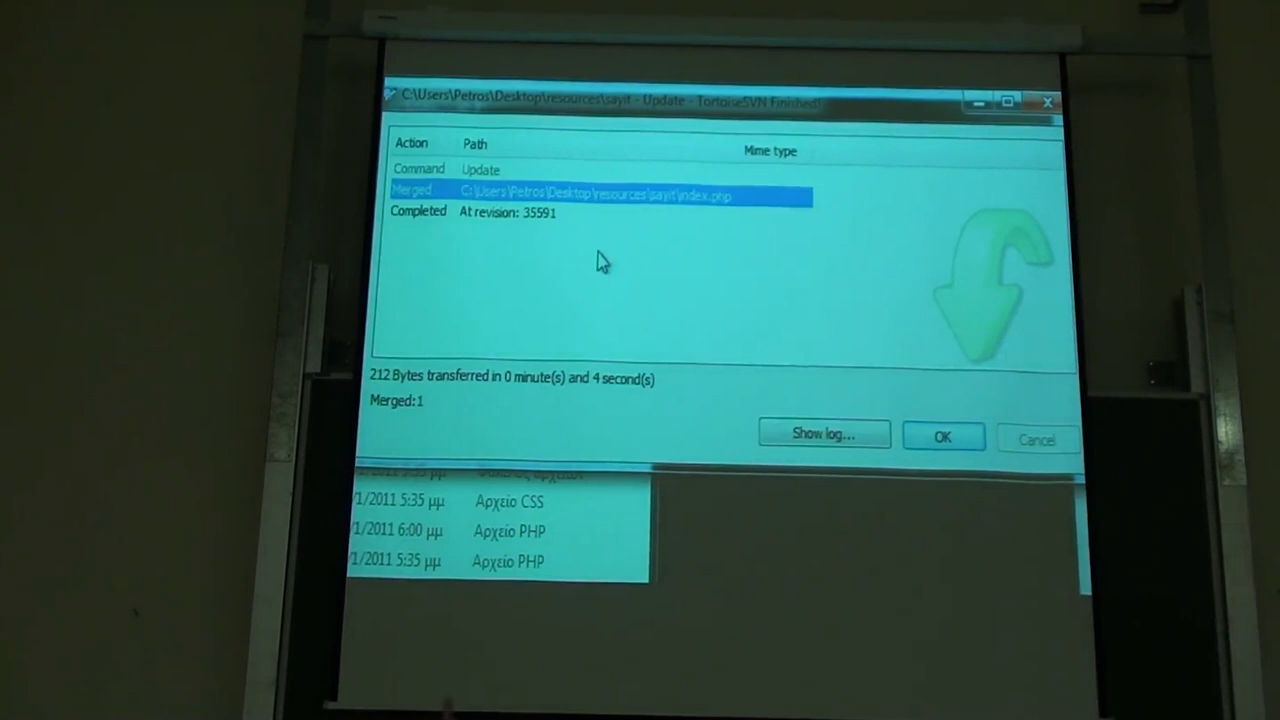 C:\Users\Petros\Desktop\resources\sayit - Update - TortoiseSVN Finished!
Action Path Mime type
Command Update
Merged C:\Users\Petros\Desktop\resources\sayit\index.php
Completed At revision: 35591
212 Bytes transferred in 0 minute(s) and 4 second(s)
Merged:1
Show log... OK Cancel
/1/2011 5:35 μμ Αρχείο CSS
/1/2011 6:00 μμ Αρχείο PHP
/1/2011 5:35 μμ Αρχείο PHP